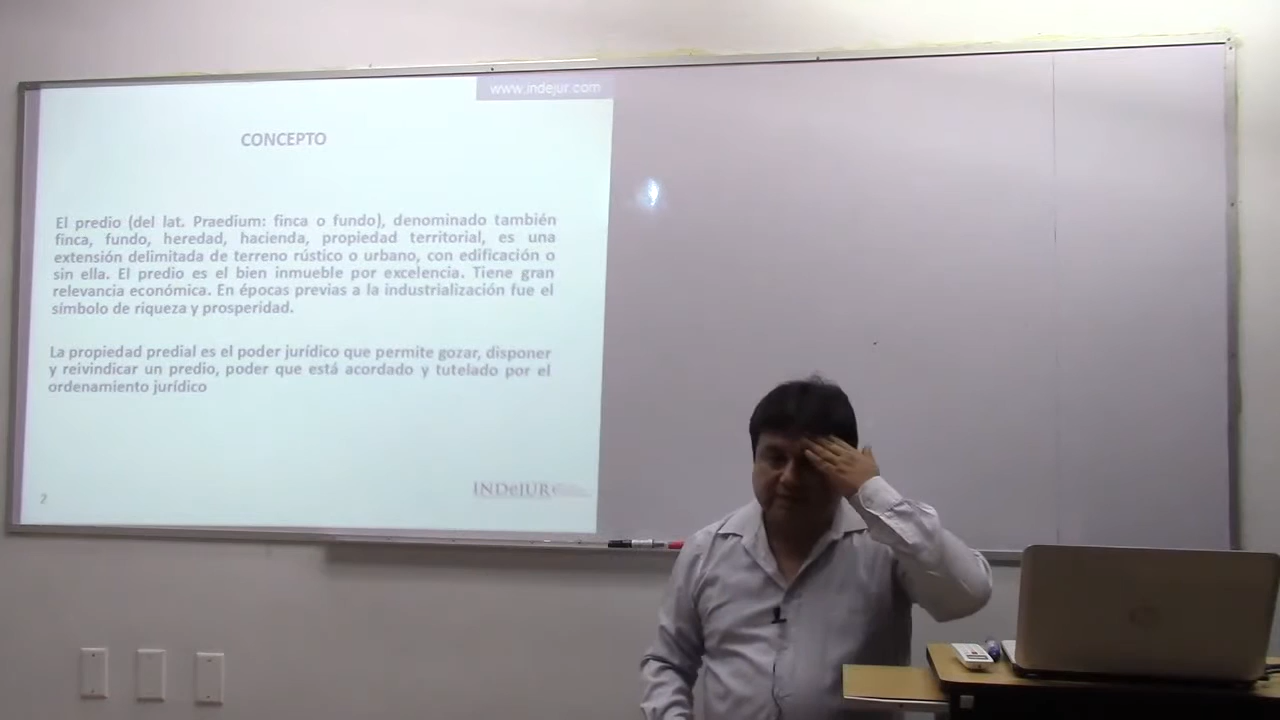 www.indejur.com
CONCEPTO
El predio (del lat. Praedium: finca o fundo), denominado también
finca, fundo, heredad, hacienda, propiedad territorial, es una
extensión delimitada de terreno rústico o urbano, con edificación o
sin ella. El predio es el bien inmueble por excelencia. Tiene gran
relevancia económica. En épocas previas a la industrialización fue el
símbolo de riqueza y prosperidad.
La propiedad predial es el poder jurídico que permite gozar, disponer
y reivindicar un predio, poder que está acordado y tutelado por el
ordenamiento jurídico
2
INDeJUR